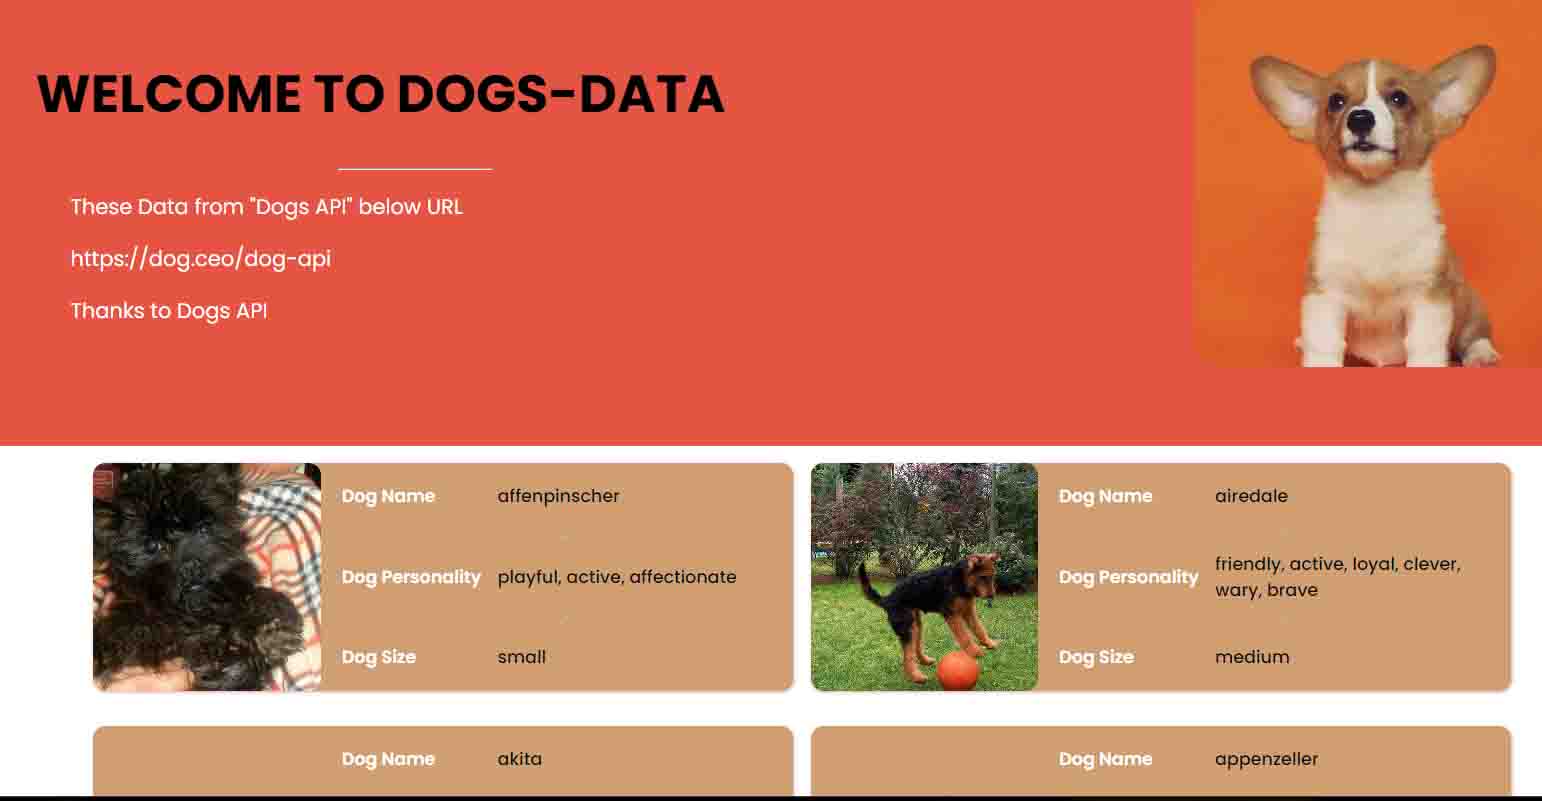 WELCOME TO DOGS-DATA
These Data from "Dogs API" below URL
https://dog.ceo/dog-api
Thanks to Dogs API
Dog Name affenpinscher
Dog Personality playful, active, affectionate
Dog Size small
Dog Name airedale
Dog Personality friendly, active, loyal, clever,
wary, brave
Dog Size medium
Dog Name akita
Dog Name appenzeller